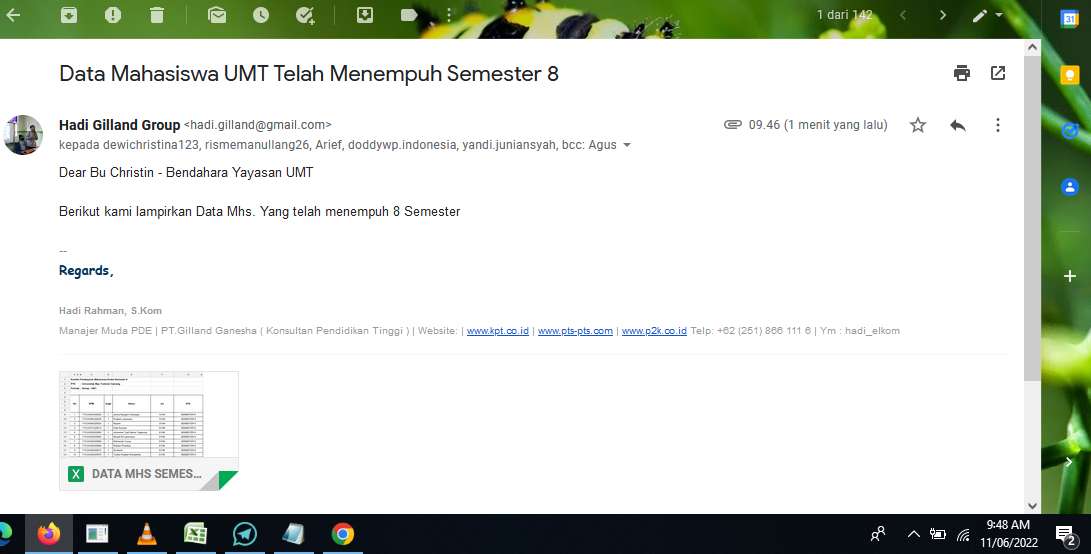 1 dari 142
31
Data Mahasiswa UMT Telah Menempuh Semester 8
Hadi Gilland Group <hadi.gilland@gmail.com>
09.46 (1 menit yang lalu)
kepada dewichristina123, rismemanullang26, Arief, doddywp.indonesia, yandi.juniansyah, bcc: Agus
Dear Bu Christin - Bendahara Yayasan UMT
Berikut kami lampirkan Data Mhs. Yang telah menempuh 8 Semester
--
Regards,
Hadi Rahman, S.Kom
Manajer Muda PDE | PT.Gilland Ganesha ( Konsultan Pendidikan Tinggi ) | Website: | www.kpt.co.id | www.pts-pts.com | www.p2k.co.id Telp: +62 (251) 866 111 6 | Ym : hadi_elkom
X DATA MHS SEMES...
9:48 AM
11/06/2022
2